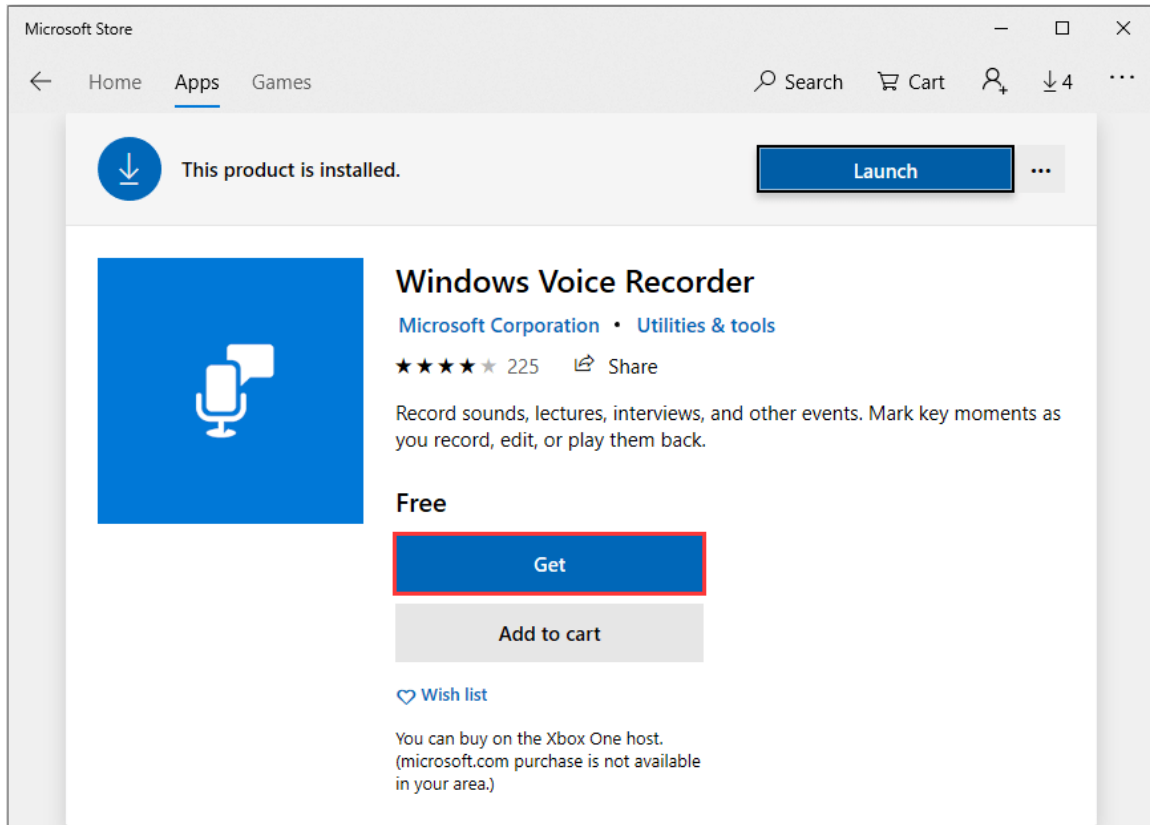 Microsoft Store
Home Apps Games Search Cart 4 ...
This product is installed. Launch ...
Windows Voice Recorder
Microsoft Corporation • Utilities & tools
225 Share
Record sounds, lectures, interviews, and other events. Mark key moments as
you record, edit, or play them back.
Free
Get
Add to cart
Wish list
You can buy on the Xbox One host.
(microsoft.com purchase is not available
in your area.)